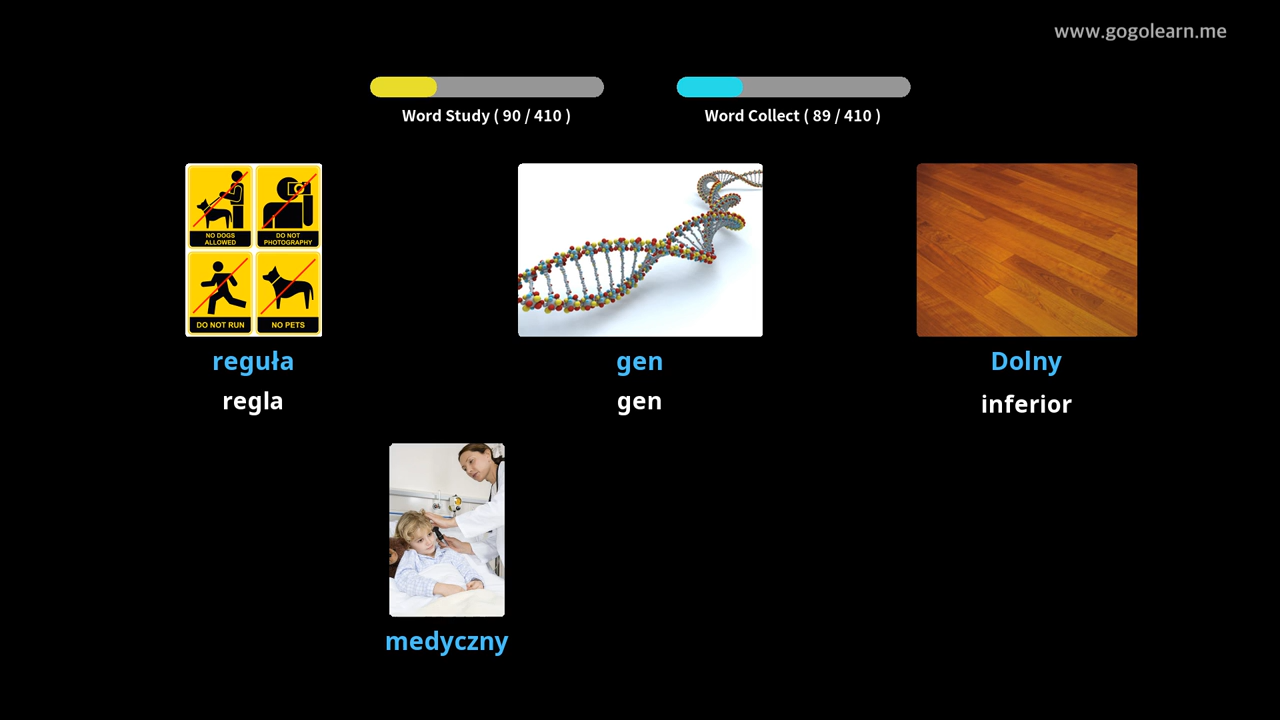 www.gogolearn.me
Word Study ( 90 / 410 )
Word Collect ( 89 / 410 )
NO DOGS
ALLOWED
DO NOT
PHOTOGRAPHY
DO NOT RUN
NO PETS
reguła
gen
Dolny
regla
gen
inferior
medyczny